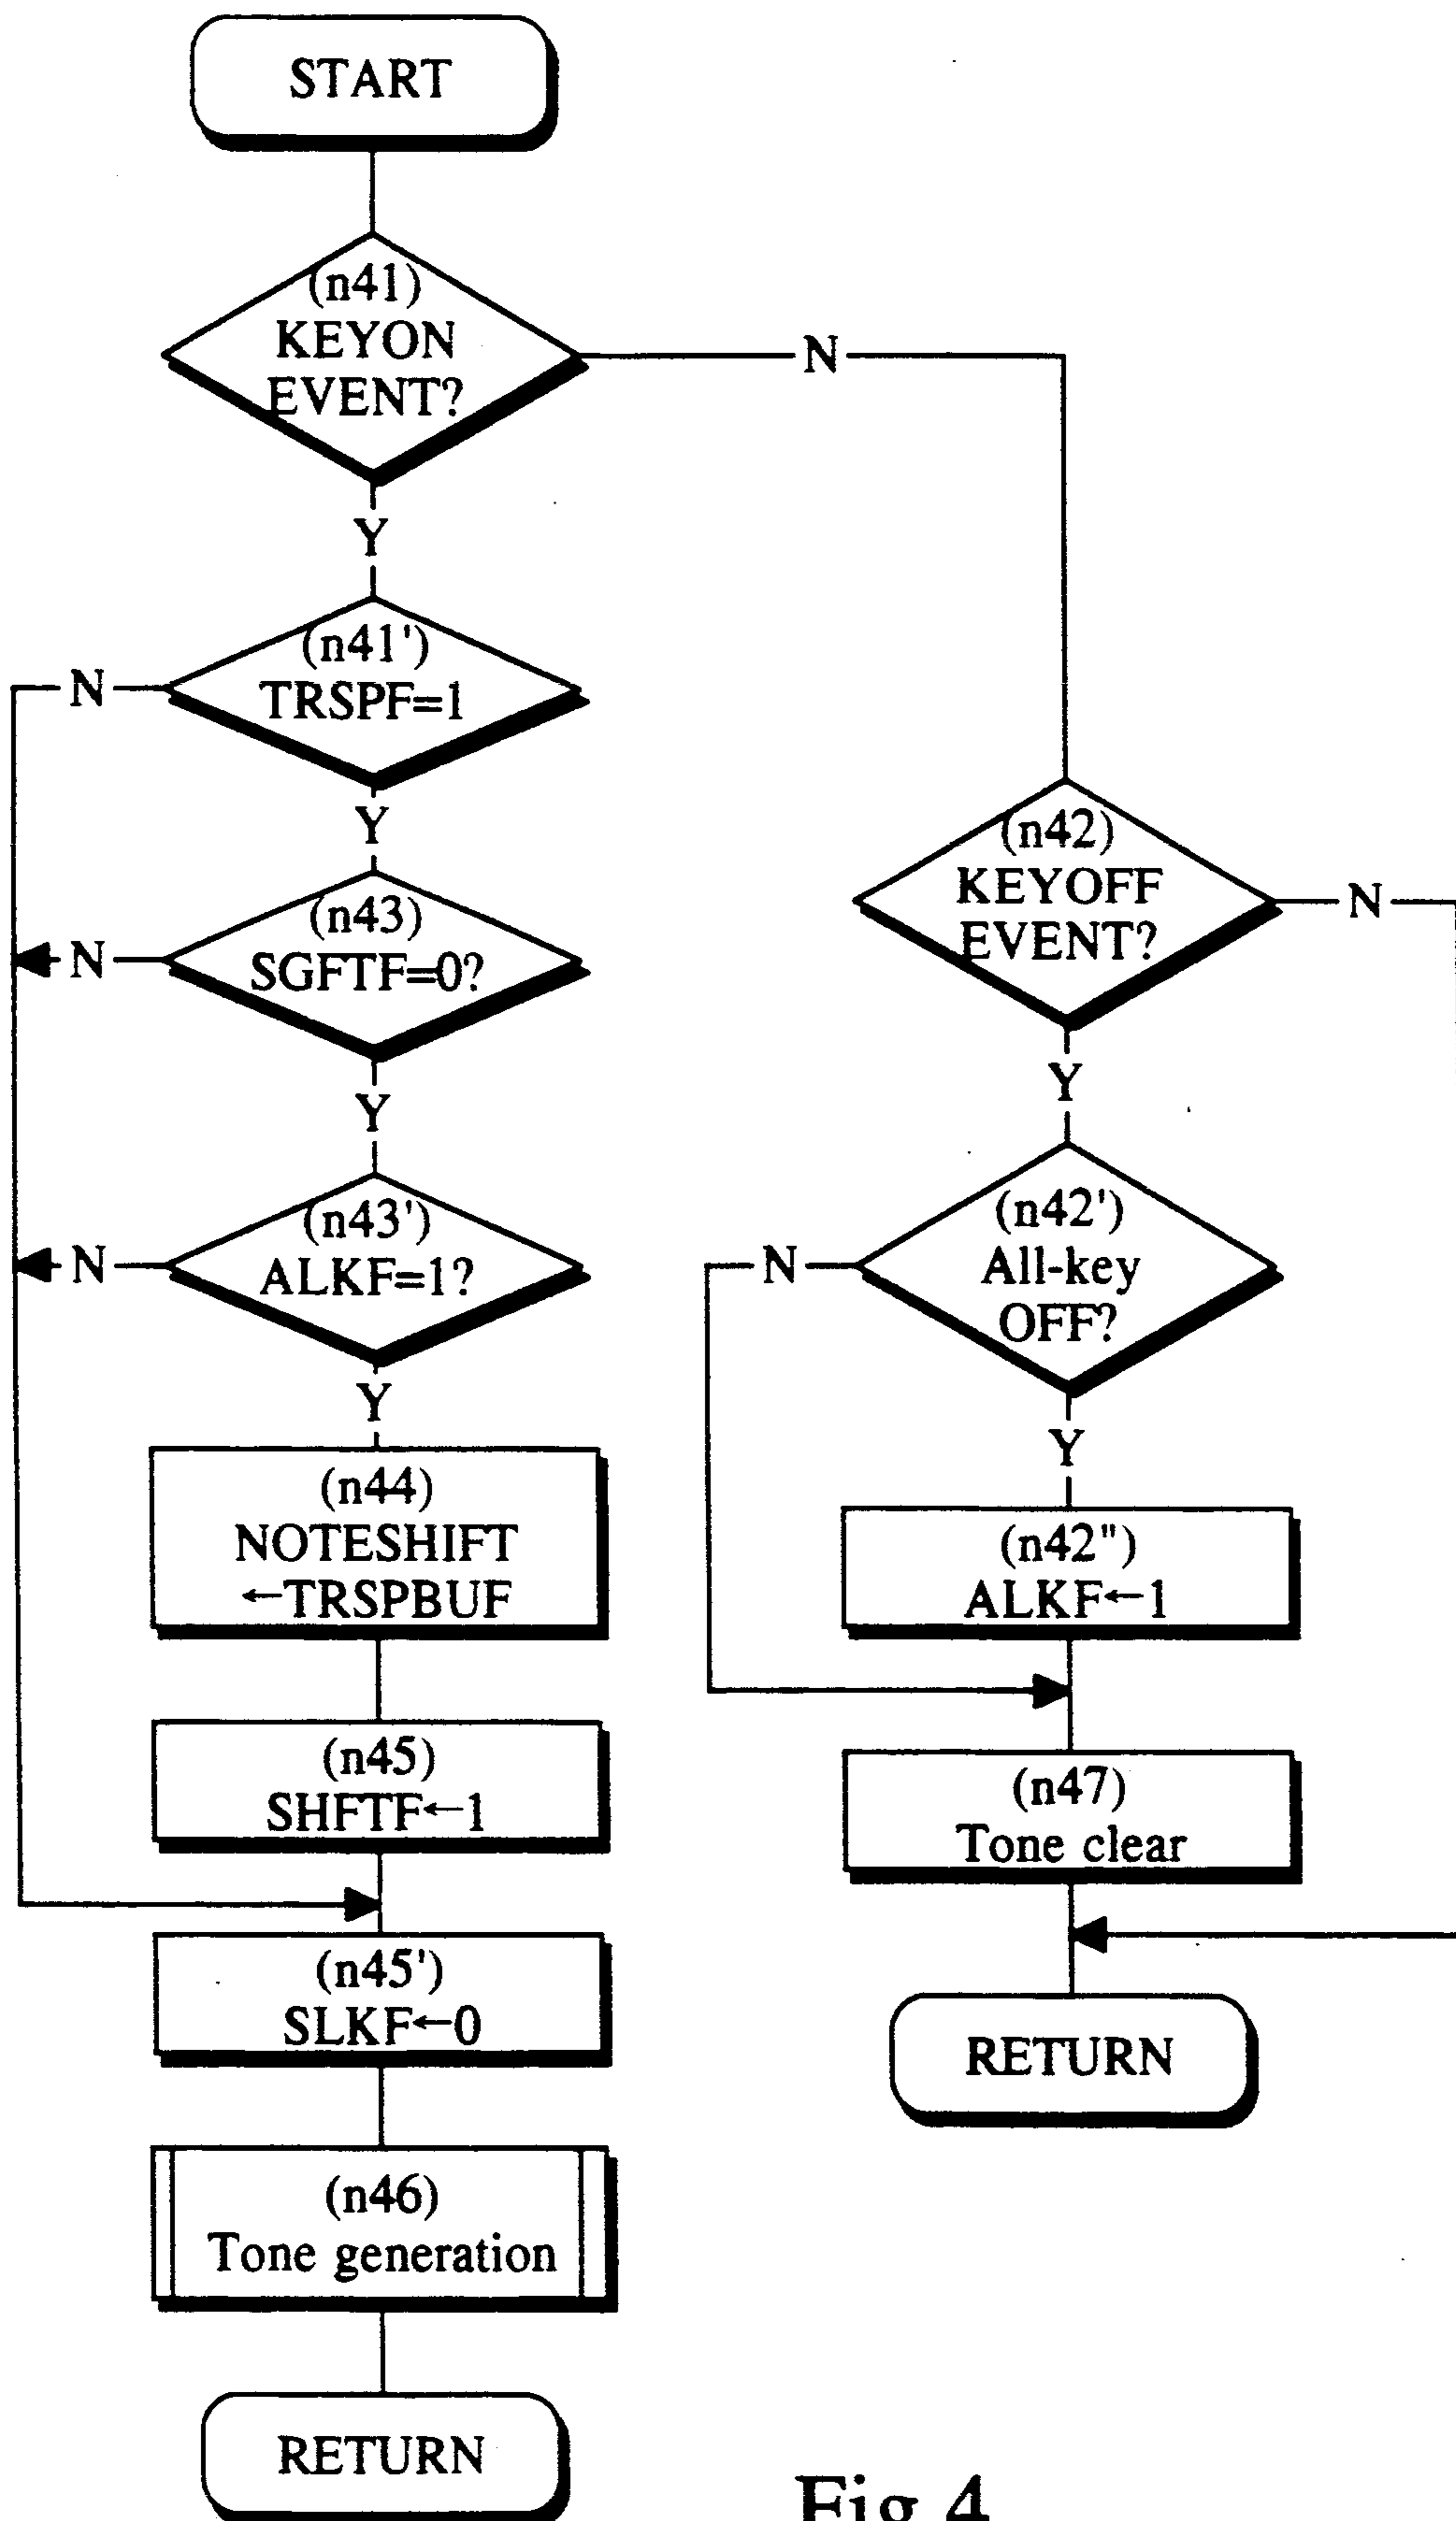 START
(n41)
KEYON
EVENT?
N
Y
(n41')
TRSPF=1
N
Y
(n43)
SGFTF=0?
N
Y
(n43')
ALKF=1?
N
Y
(n44)
NOTESHIFT
←TRSPBUF
(n45)
SHFTF←1
(n45')
SLKF←0
(n46)
Tone generation
RETURN
(n42)
KEYOFF
EVENT?
N
Y
(n42')
All-key
OFF?
N
Y
(n42")
ALKF←1
(n47)
Tone clear
RETURN
Fig 4